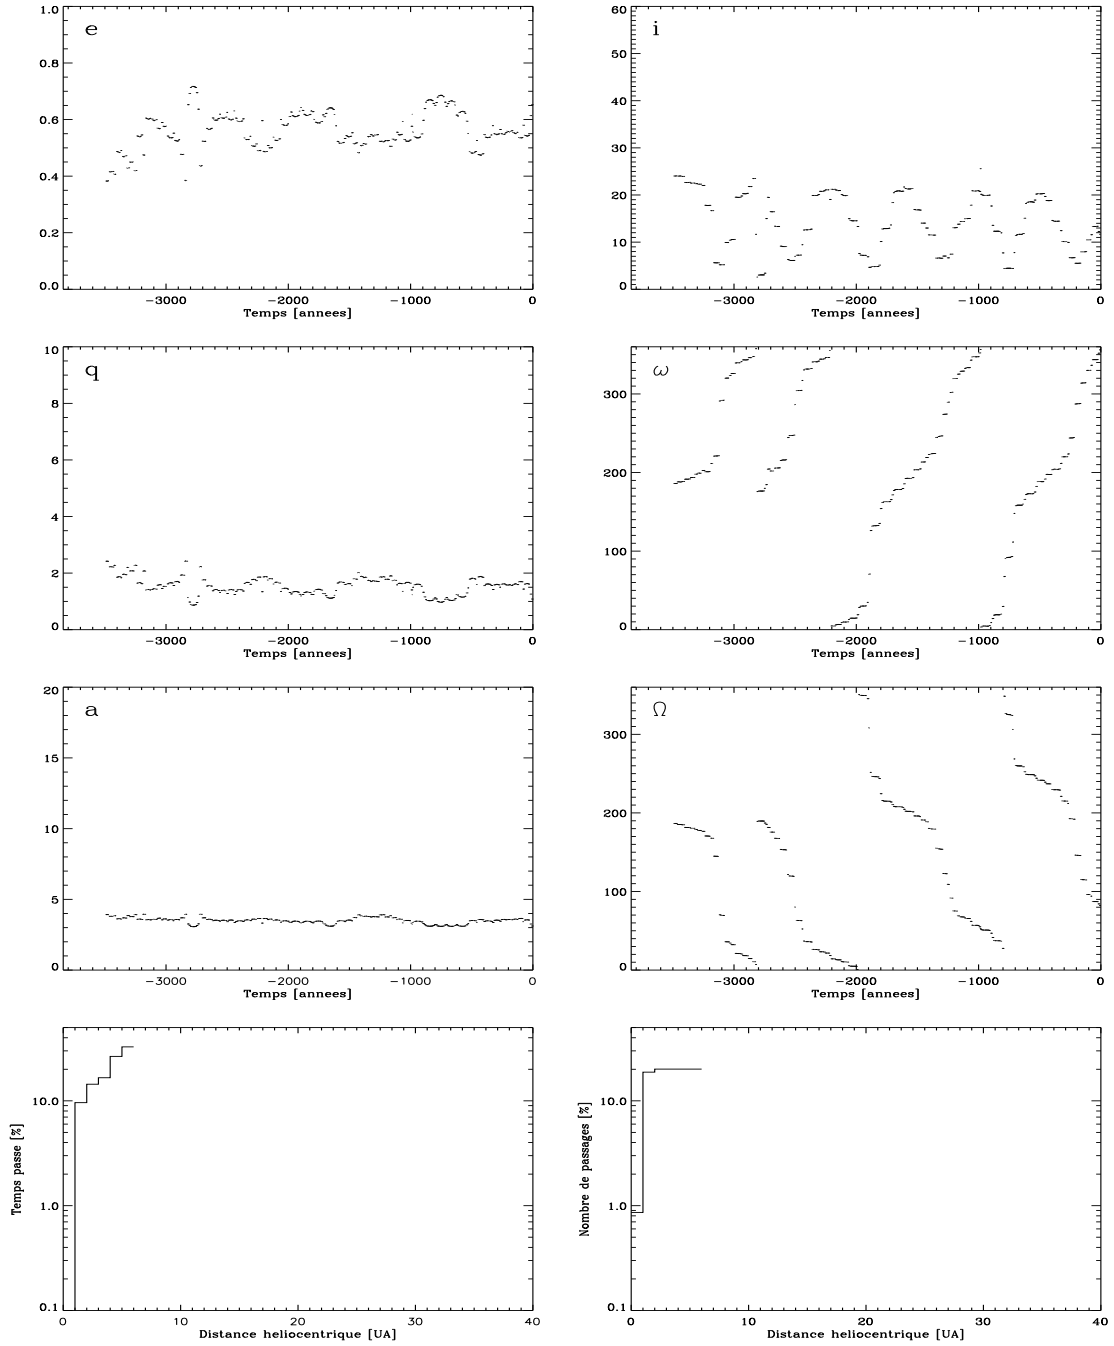 1.0
0.8
0.6
0.4
0.2
0.0
e
-3000 -2000 -1000 0
Temps [annees]
60
50
40
30
20
10
0
i
-3000 -2000 -1000 0
Temps [annees]
10
8
6
4
2
0
q
-3000 -2000 -1000 0
Temps [annees]
300
200
100
0
ω
-3000 -2000 -1000 0
Temps [annees]
20
15
10
5
0
a
-3000 -2000 -1000 0
Temps [annees]
300
200
100
0
Ω
-3000 -2000 -1000 0
Temps [annees]
Temps passe [%]
10.0
1.0
0.1
0 10 20 30 40
Distance heliocentrique [UA]
Nombre de passages [%]
10.0
1.0
0.1
0 10 20 30 40
Distance heliocentrique [UA]